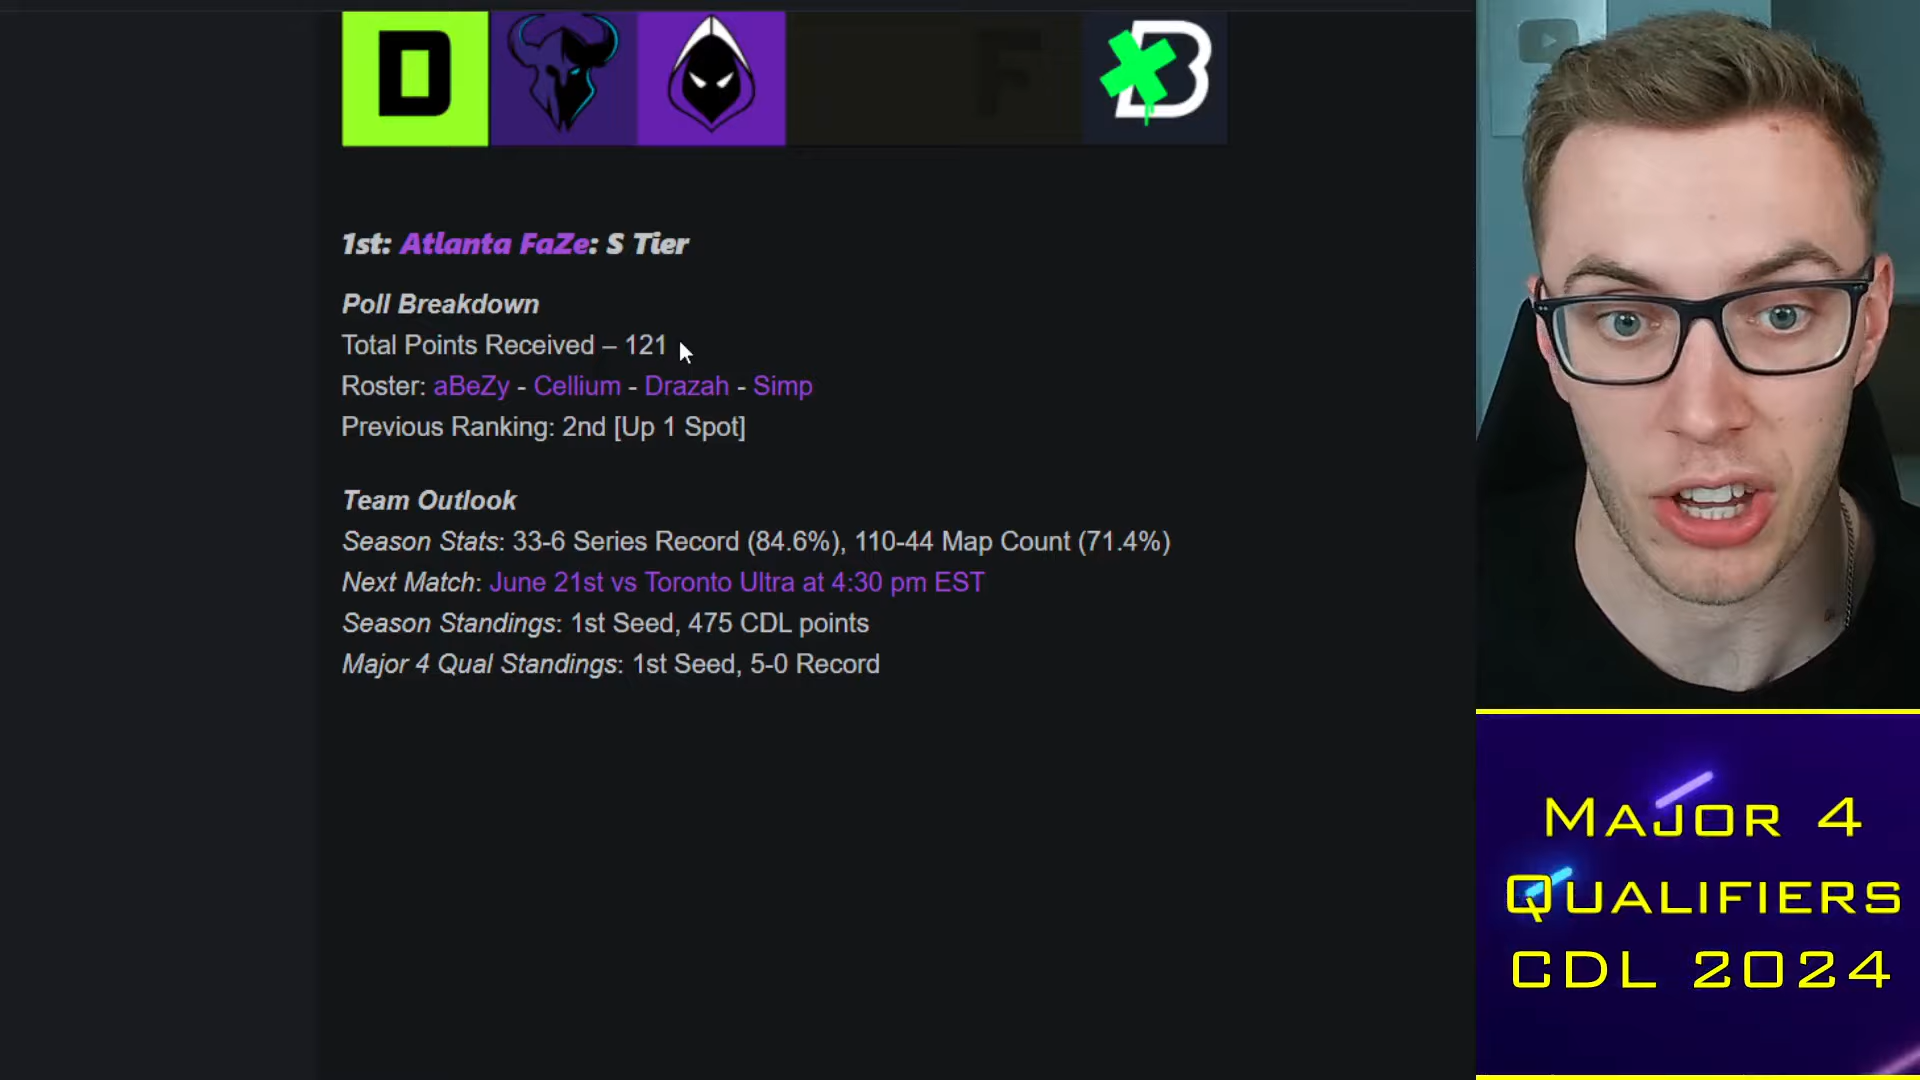 D
F
B
1st: Atlanta FaZe: S Tier
Poll Breakdown
Total Points Received – 121
Roster: aBeZy - Cellium - Drazah - Simp
Previous Ranking: 2nd [Up 1 Spot]
Team Outlook
Season Stats: 33-6 Series Record (84.6%), 110-44 Map Count (71.4%)
Next Match: June 21st vs Toronto Ultra at 4:30 pm EST
Season Standings: 1st Seed, 475 CDL points
Major 4 Qual Standings: 1st Seed, 5-0 Record
MAJOR 4
QUALIFIERS
CDL 2024